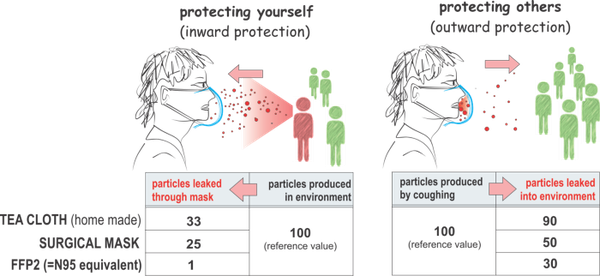 protecting yourself
(inward protection)
protecting others
(outward protection)
particles leaked
through mask
particles produced
in environment
particles produced
by coughing
particles leaked
into environment
TEA CLOTH (home made)
33
100
(reference value)
100
(reference value)
90
SURGICAL MASK
25
50
FFP2 (=N95 equivalent)
1
30